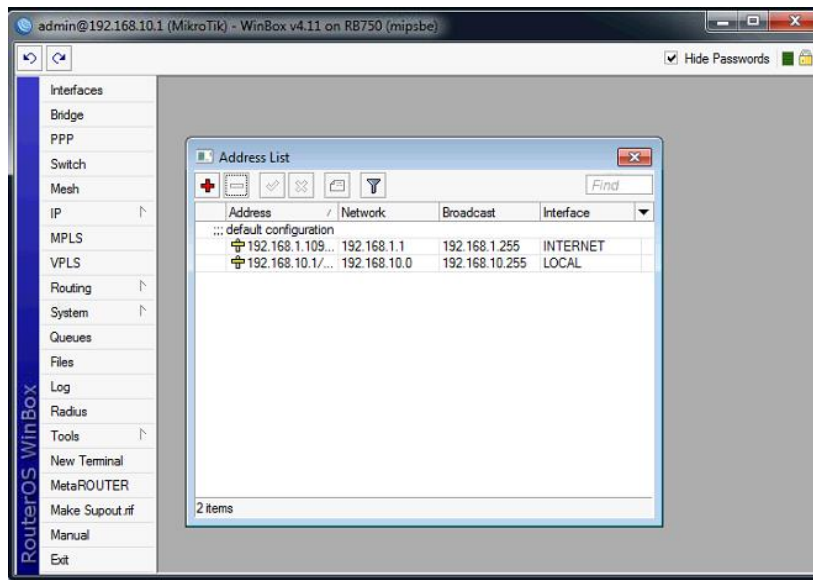 admin@192.168.10.1 (MikroTik) - WinBox v4.11 on RB750 (mipsbe)
Hide Passwords
Interfaces
Bridge
PPP
Switch
Mesh
IP
MPLS
VPLS
Routing
System
Queues
Files
Log
Radius
Tools
New Terminal
MetaROUTER
Make Supout.rif
Manual
Exit
RouterOS WinBox
Address List
Find
Address / Network Broadcast Interface
;;; default configuration
192.168.1.109... 192.168.1.1 192.168.1.255 INTERNET
192.168.10.1/... 192.168.10.0 192.168.10.255 LOCAL
2 items